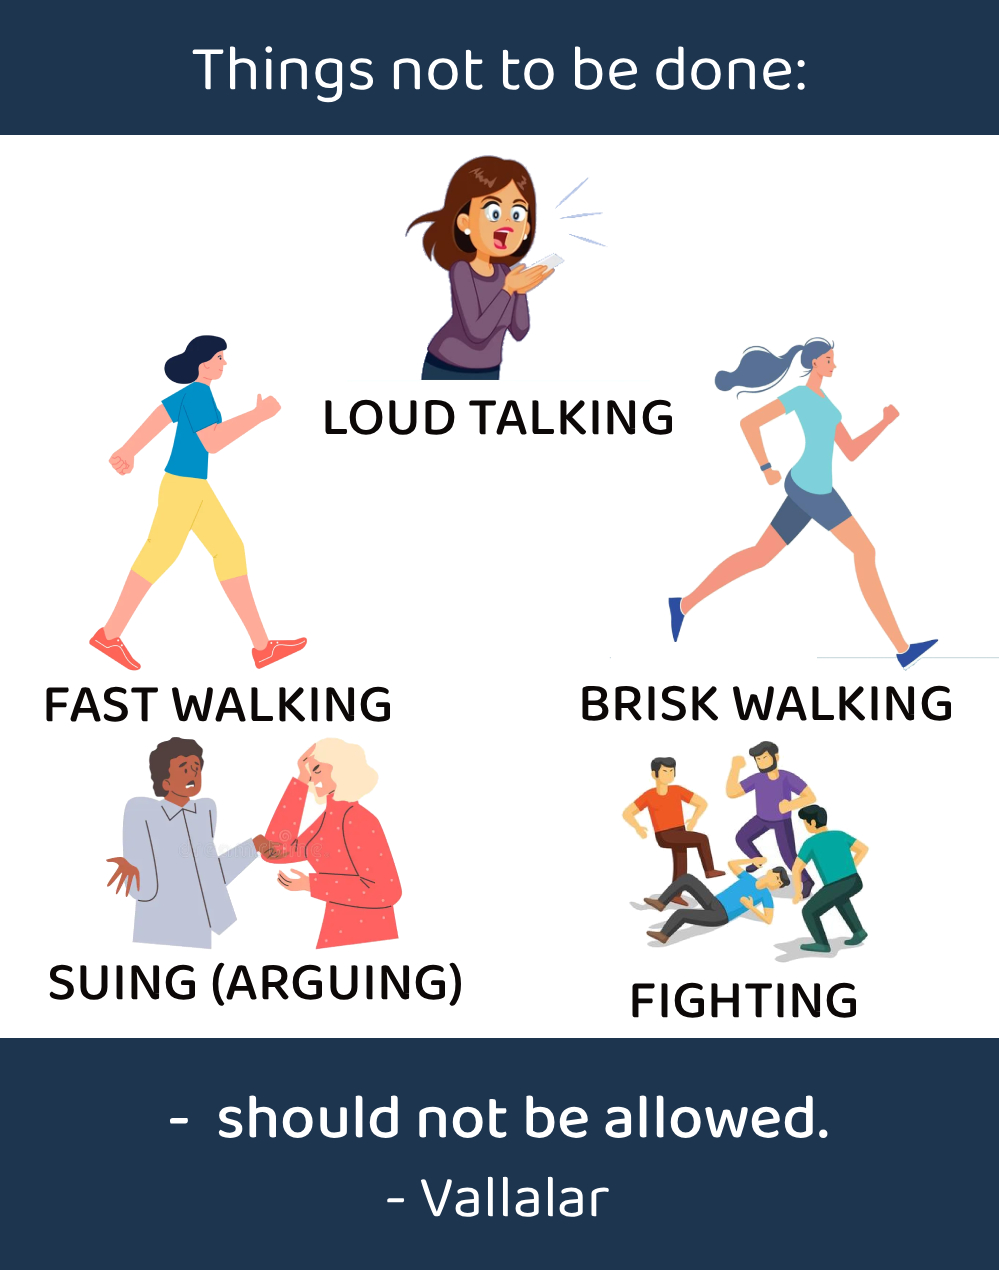 Things not to be done:
LOUD TALKING
FAST WALKING
BRISK WALKING
SUING (ARGUING)
FIGHTING
- should not be allowed.
- Vallalar